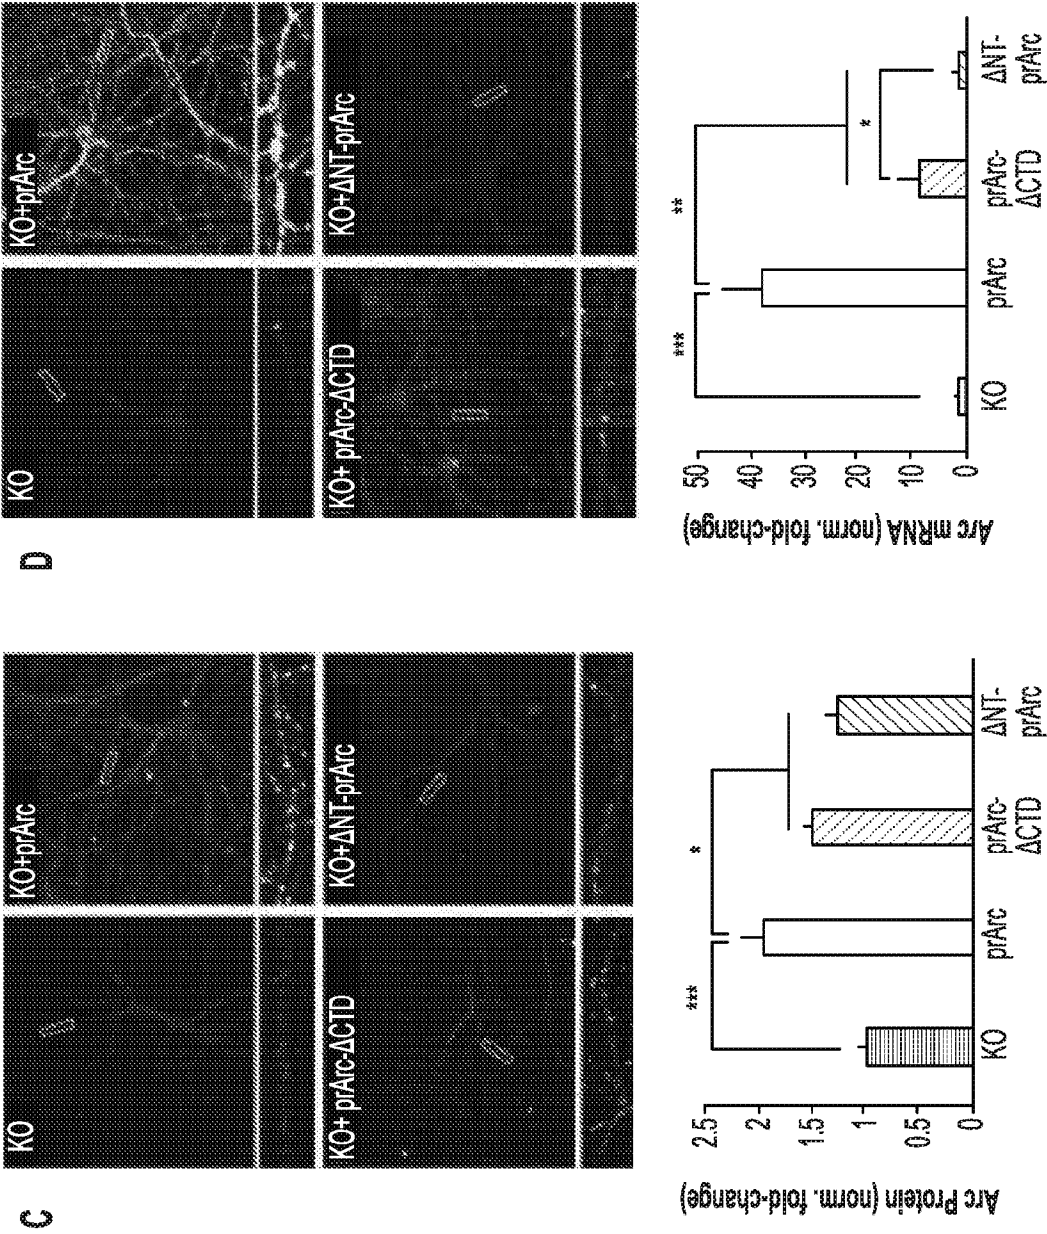 C
KO
KO+prArc
KO+ prArc-ΔCTD
KO+ΔNT-prArc
Arc Protein (norm. fold-change)
2.5
2
1.5
1
0.5
0
***
*
KO
prArc
prArc-
ΔCTD
ΔNT-
prArc
D
KO
KO+prArc
KO+ prArc-ΔCTD
KO+ΔNT-prArc
Arc mRNA (norm. fold-change)
50
40
30
20
10
0
***
**
*
KO
prArc
prArc-
ΔCTD
ΔNT-
prArc